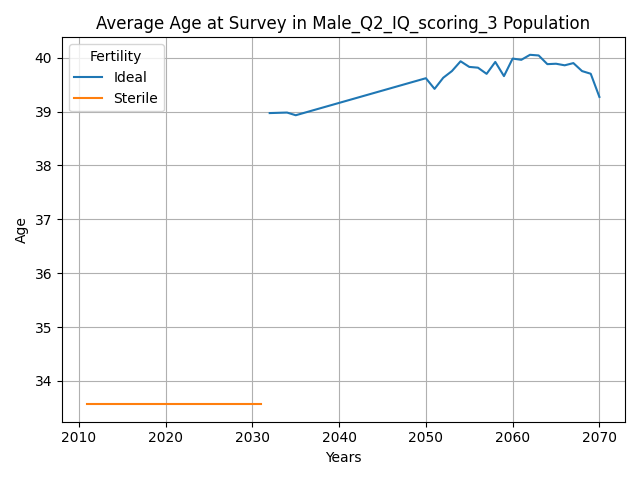 Average Age at Survey in Male_Q2_IQ_scoring_3 Population
Fertility
Ideal
Sterile
40
39
38
37
36
35
34
Age
2010 2020 2030 2040 2050 2060 2070
Years